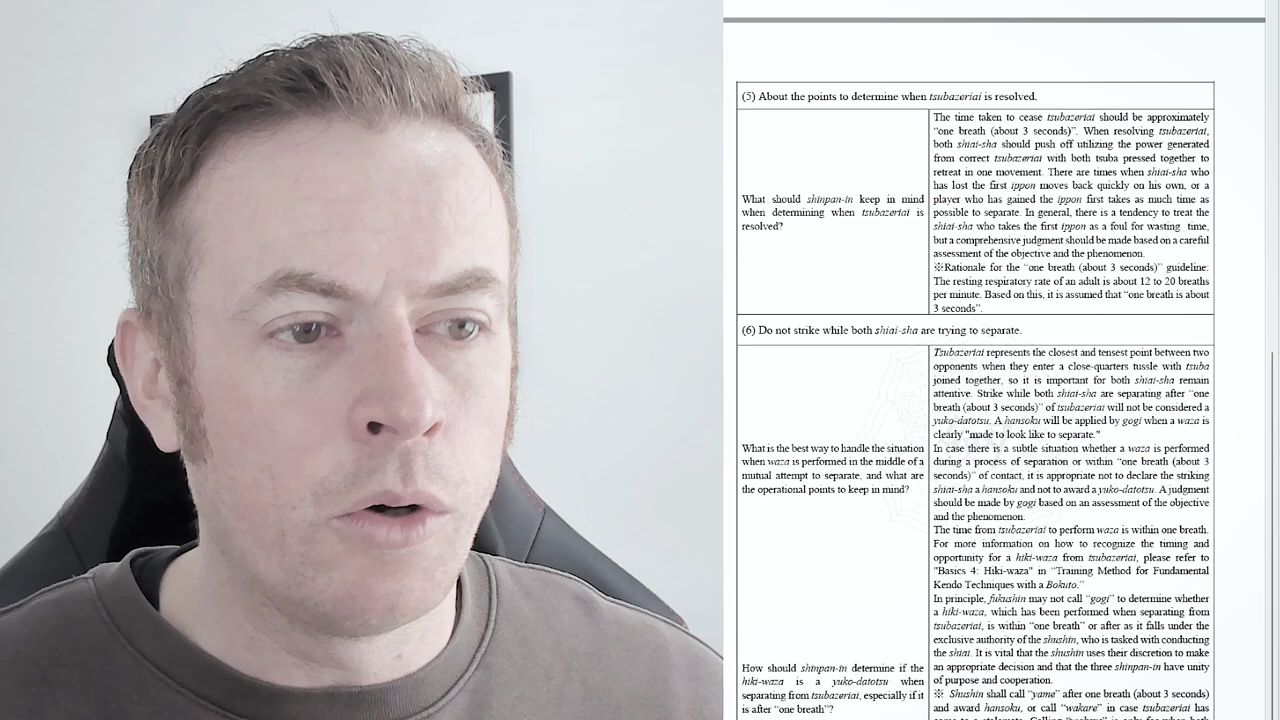 (5) About the points to determine when tsubazeriai is resolved.
What should shinpan-in keep in mind
when determining when tsubazeriai is
resolved?
The time taken to cease tsubazeriai should be approximately
“one breath (about 3 seconds)”. When resolving tsubazeriai,
both shiai-sha should push off utilizing the power generated
from correct tsubazeriai with both tsuba pressed together to
retreat in one movement. There are times when shiai-sha who
has lost the first ippon moves back quickly on his own, or a
player who has gained the ippon first takes as much time as
possible to separate. In general, there is a tendency to treat the
shiai-sha who takes the first ippon as a foul for wasting time,
but a comprehensive judgment should be made based on a careful
assessment of the objective and the phenomenon.
※Rationale for the “one breath (about 3 seconds)” guideline:
The resting respiratory rate of an adult is about 12 to 20 breaths
per minute. Based on this, it is assumed that “one breath is about
3 seconds”.
(6) Do not strike while both shiai-sha are trying to separate.
What is the best way to handle the situation
when waza is performed in the middle of a
mutual attempt to separate, and what are
the operational points to keep in mind?
Tsubazeriai represents the closest and tensest point between two
opponents when they enter a close-quarters tussle with tsuba
joined together, so it is important for both shiai-sha remain
attentive. Strike while both shiai-sha are separating after “one
breath (about 3 seconds)” of tsubazeriai will not be considered a
yuko-datotsu. A hansoku will be applied by gogi when a waza is
clearly "made to look like to separate."
In case there is a subtle situation whether a waza is performed
during a process of separation or within “one breath (about 3
seconds)” of contact, it is appropriate not to declare the striking
shiai-sha a hansoku and not to award a yuko-datotsu. A judgment
should be made by gogi based on an assessment of the objective
and the phenomenon.
The time from tsubazeriai to perform waza is within one breath.
For more information on how to recognize the timing and
opportunity for a hiki-waza from tsubazeriai, please refer to
"Basics 4: Hiki-waza" in “Training Method for Fundamental
Kendo Techniques with a Bokuto.”
How should shinpan-in determine if the
hiki-waza is a yuko-datotsu when
separating from tsubazeriai, especially if it
is after “one breath”?
In principle, fukushin may not call “gogi” to determine whether
a hiki-waza, which has been performed when separating from
tsubazeriai, is within “one breath” or after as it falls under the
exclusive authority of the shushin, who is tasked with conducting
the shiai. It is vital that the shushin uses their discretion to make
an appropriate decision and that the three shinpan-in have unity
of purpose and cooperation.
※ Shushin shall call “yame” after one breath (about 3 seconds)
and award hansoku, or call “wakare” in case tsubazeriai has